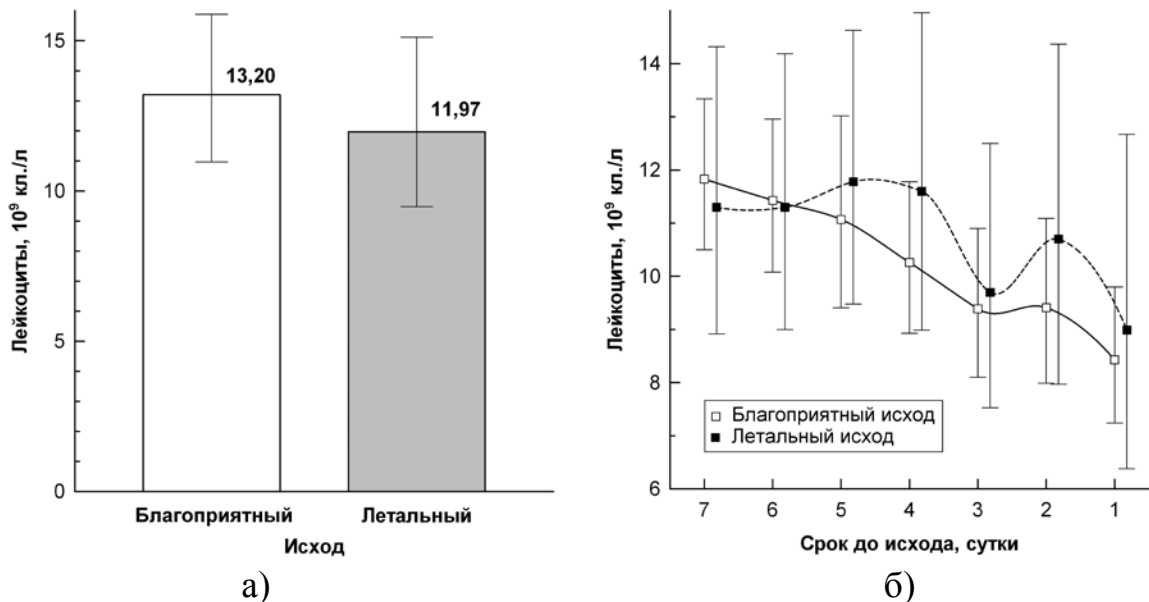 Лейкоциты, 10⁹ кл./л
15
10
5
0
13,20
11,97
Благоприятный
Летальный
Исход
а)
Лейкоциты, 10⁹ кл./л
14
12
10
8
6
Благоприятный исход
Летальный исход
7 6 5 4 3 2 1
Срок до исхода, сутки
б)